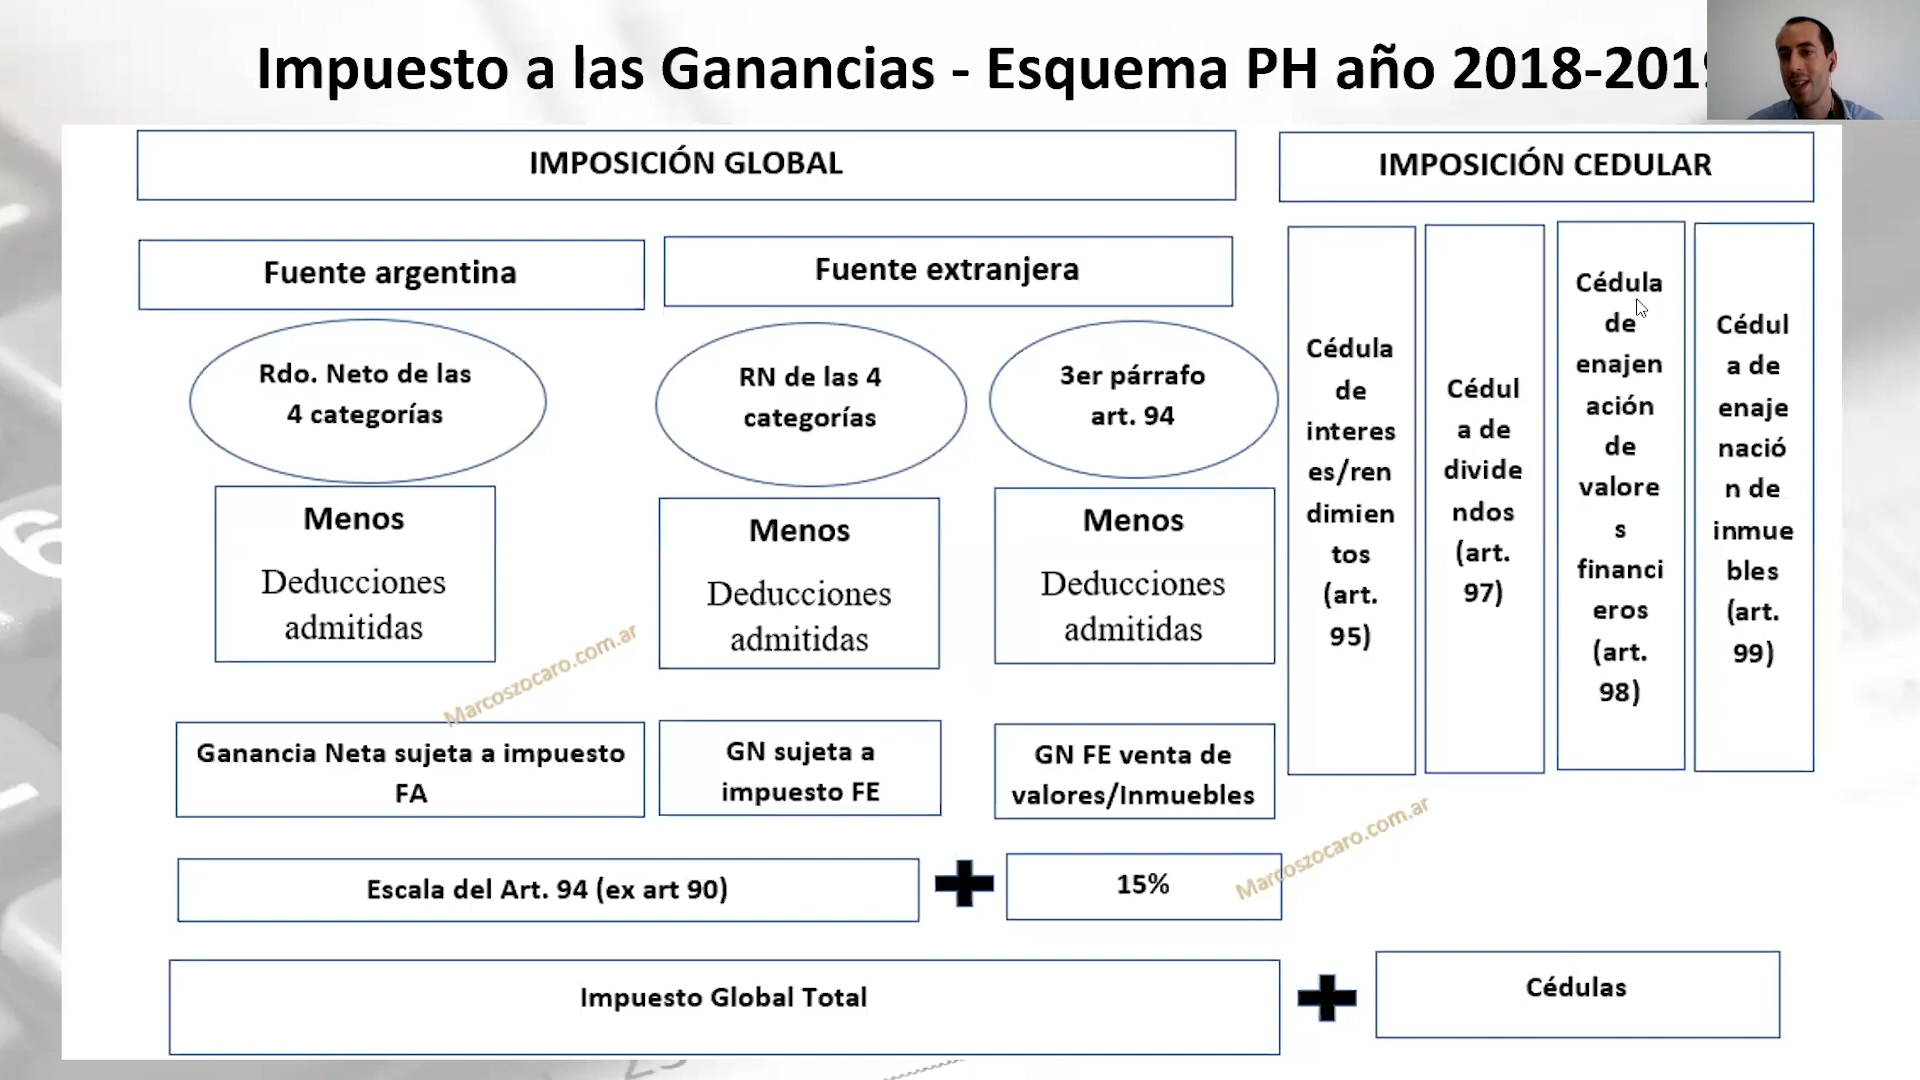 Impuesto a las Ganancias - Esquema PH año 2018-201
IMPOSICIÓN GLOBAL
IMPOSICIÓN CEDULAR
Fuente argentina
Fuente extranjera
Rdo. Neto de las
4 categorías
RN de las 4
categorías
3er párrafo
art. 94
Menos
Deducciones
admitidas
Menos
Deducciones
admitidas
Menos
Deducciones
admitidas
Ganancia Neta sujeta a impuesto
FA
GN sujeta a
impuesto FE
GN FE venta de
valores/Inmuebles
Cédula
de
interes
es/ren
dimien
tos
(art.
95)
Cédul
a de
divide
ndos
(art.
97)
Cédula
de
enajen
ación
de
valore
s
financi
eros
(art.
98)
Cédul
a de
enaje
nació
n de
inmue
bles
(art.
99)
Marcoszocaro.com.ar
Marcoszocaro.com.ar
Escala del Art. 94 (ex art 90)
15%
Impuesto Global Total
Cédulas